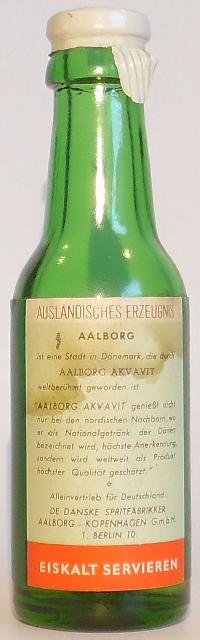 AUSLÄNDISCHES ERZEUGNIS
AALBORG
ist eine Stadt in Dänemark, die durch
AALBORG AKVAVIT
weltberühmt geworden ist.
"AALBORG AKVAVIT genießt nicht
nur bei den nordischen Nachbarn, wo
er als Nationalgetränk der Dänen
bezeichnet wird, höchste Anerkennung,
sondern wird weltweit als Produkt
höchster Qualität geschätzt."
Alleinvertrieb für Deutschland:
DE DANSKE SPRITFABRIKKER
AALBORG - KOPENHAGEN G.m.b.H.
1. BERLIN 10.
EISKALT SERVIEREN